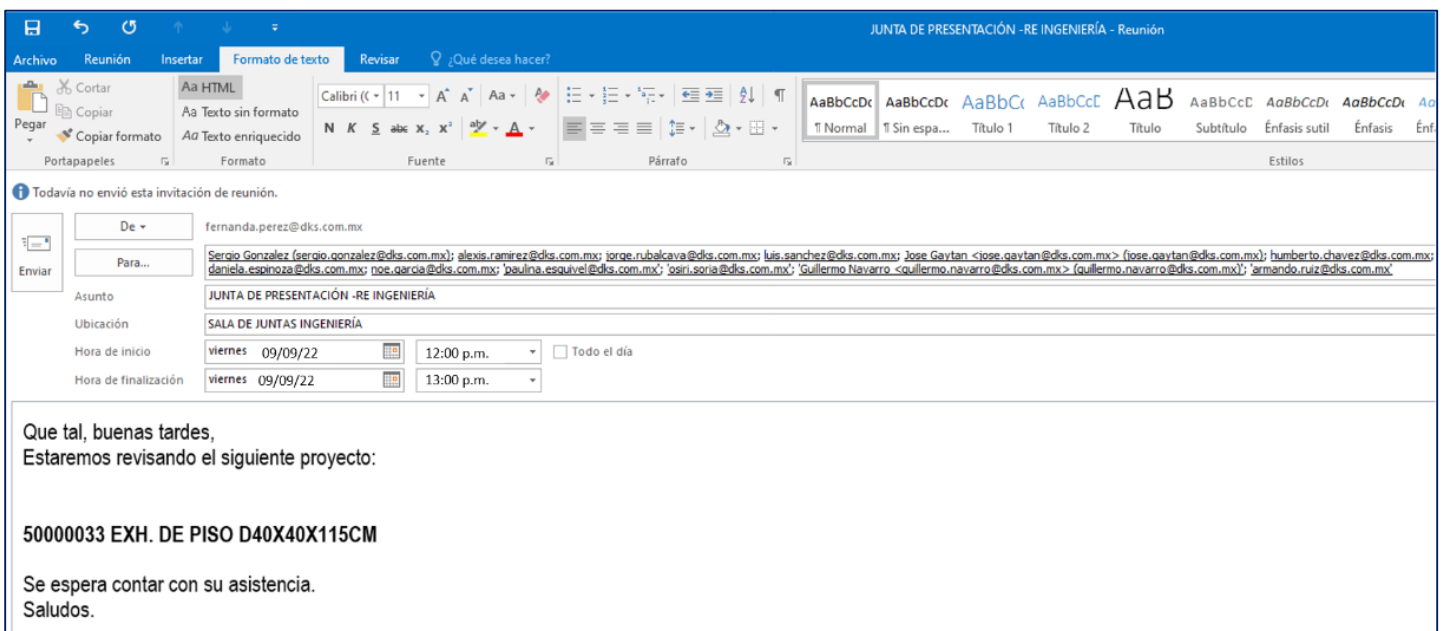 JUNTA DE PRESENTACIÓN -RE INGENIERÍA - Reunión
Archivo Reunión Insertar Formato de texto Revisar ¿Qué desea hacer?
Pegar
Cortar
Copiar
Copiar formato
Portapapeles
Aa HTML
Aa Texto sin formato
Aa Texto enriquecido
Formato
Calibri (C 11 A A Aa
N K S abc X₂ X² aby A
Fuente
Párrafo
AaBbCcDc AaBbCcDc AaBbC( AaBbCcE AaB AaBbCcD AaBbCcDc AaBbCcDc Aa
¶ Normal ¶ Sin espa... Título 1 Título 2 Título Subtítulo Énfasis sutil Énfasis Énf
Estilos
Todavía no envió esta invitación de reunión.
Enviar
De fernanda.perez@dks.com.mx
Para... Sergio Gonzalez (sergio.gonzalez@dks.com.mx); alexis.ramirez@dks.com.mx; jorge.rubalcava@dks.com.mx; luis.sanchez@dks.com.mx; Jose Gaytan <jose.gaytan@dks.com.mx> (jose.gaytan@dks.com.mx); humberto.chavez@dks.com.mx;
daniela.espinoza@dks.com.mx; noe.garcia@dks.com.mx; 'paulina.esquivel@dks.com.mx'; 'osiri.soria@dks.com.mx'; 'Guillermo Navarro <guillermo.navarro@dks.com.mx> (guillermo.navarro@dks.com.mx)'; 'armando.ruiz@dks.com.mx'
Asunto JUNTA DE PRESENTACIÓN -RE INGENIERÍA
Ubicación SALA DE JUNTAS INGENIERÍA
Hora de inicio viernes 09/09/22 12:00 p.m. Todo el día
Hora de finalización viernes 09/09/22 13:00 p.m.
Que tal, buenas tardes,
Estaremos revisando el siguiente proyecto:
50000033 EXH. DE PISO D40X40X115CM
Se espera contar con su asistencia.
Saludos.